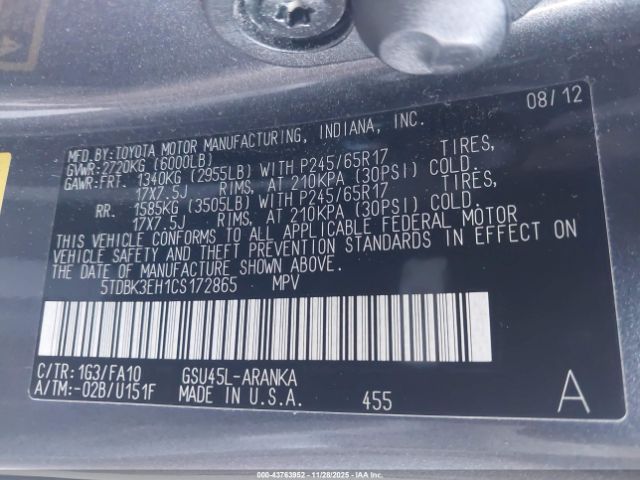 08/12
MFD.BY:TOYOTA MOTOR MANUFACTURING, INDIANA, INC.
GVWR:2720KG (6000LB)
GAWR:FRT. 1340KG (2955LB) WITH P245/65R17 TIRES,
17X7.5J RIMS, AT 210KPA (30PSI) COLD.
RR. 1585KG (3505LB) WITH P245/65R17 TIRES,
17X7.5J RIMS, AT 210KPA (30PSI) COLD.
THIS VEHICLE CONFORMS TO ALL APPLICABLE FEDERAL MOTOR
VEHICLE SAFETY AND THEFT PREVENTION STANDARDS IN EFFECT ON
THE DATE OF MANUFACTURE SHOWN ABOVE.
5TDBK3EH1CS172865 MPV
C/TR:1G3/FA10 GSU45L-ARANKA
A/TM:-02B/U151F MADE IN U.S.A. 455 A
000-43763952 | 11/28/2025 | IAA, Inc.